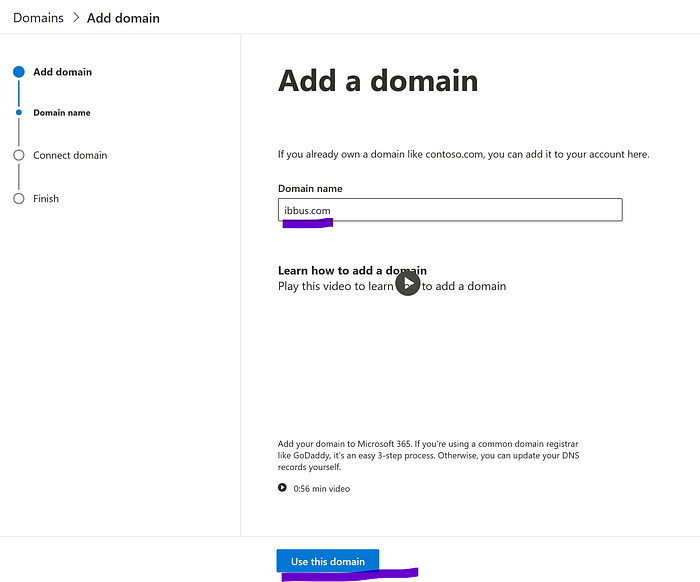 Domains > Add domain
Add domain
Domain name
Connect domain
Finish
Add a domain
If you already own a domain like contoso.com, you can add it to your account here.
Domain name
ibbus.com
Learn how to add a domain
Play this video to learn how to add a domain
Add your domain to Microsoft 365. If you're using a common domain registrar
like GoDaddy, it's an easy 3-step process. Otherwise, you can update your DNS
records yourself.
0:56 min video
Use this domain